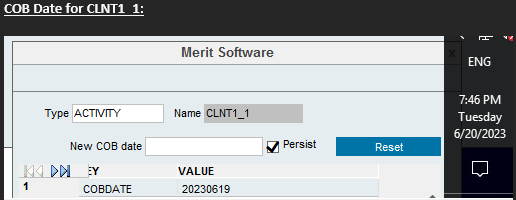 COB Date for CLNT1_1:
Merit Software
x
ENG
Type ACTIVITY Name CLNT1_1
7:46 PM
Tuesday
6/20/2023
New COB date Persist Reset
EY VALUE
1
COBDATE 20230619